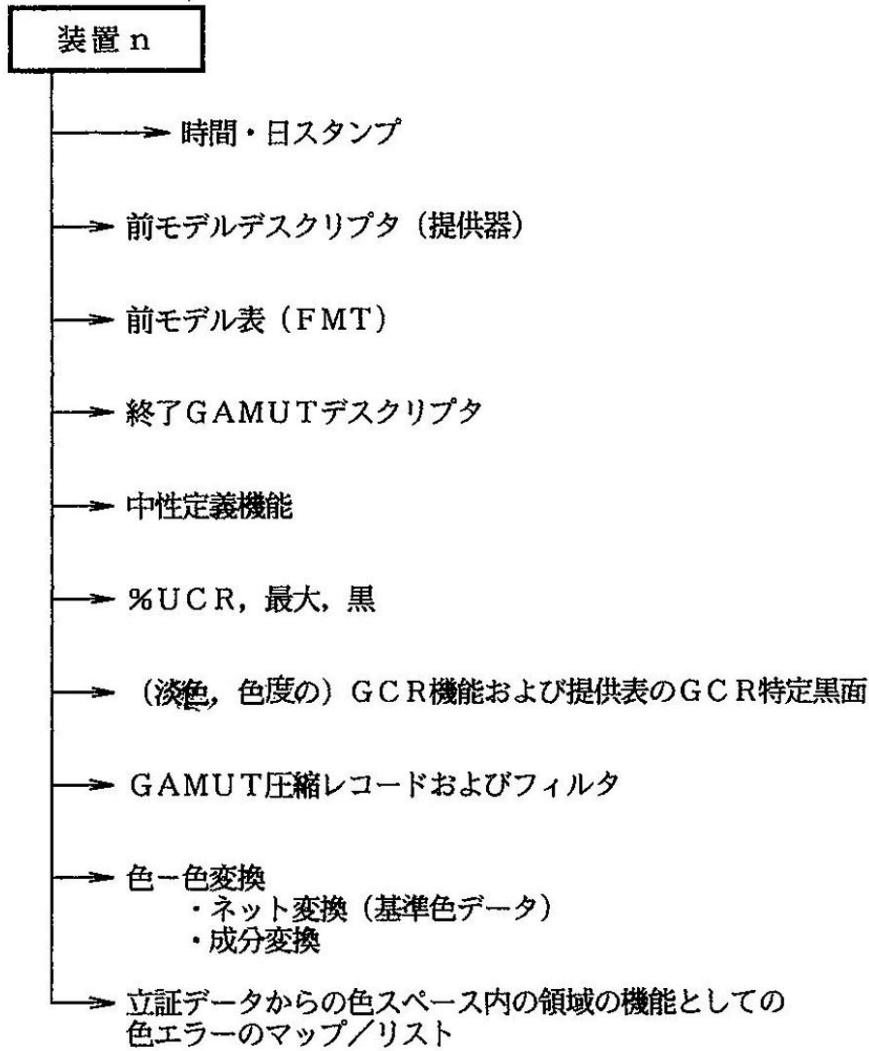 装置n
時間・日スタンプ
前モデルデスクリプタ（提供器）
前モデル表（FMT）
終了GAMUTデスクリプタ
中性定義機能
%UCR，最大，黒
（淡色，色度の）GCR機能および提供表のGCR特定黒面
GAMUT圧縮レコードおよびフィルタ
色ー色変換
・ネット変換（基準色データ）
・成分変換
立証データからの色スペース内の領域の機能としての
色エラーのマップ／リスト